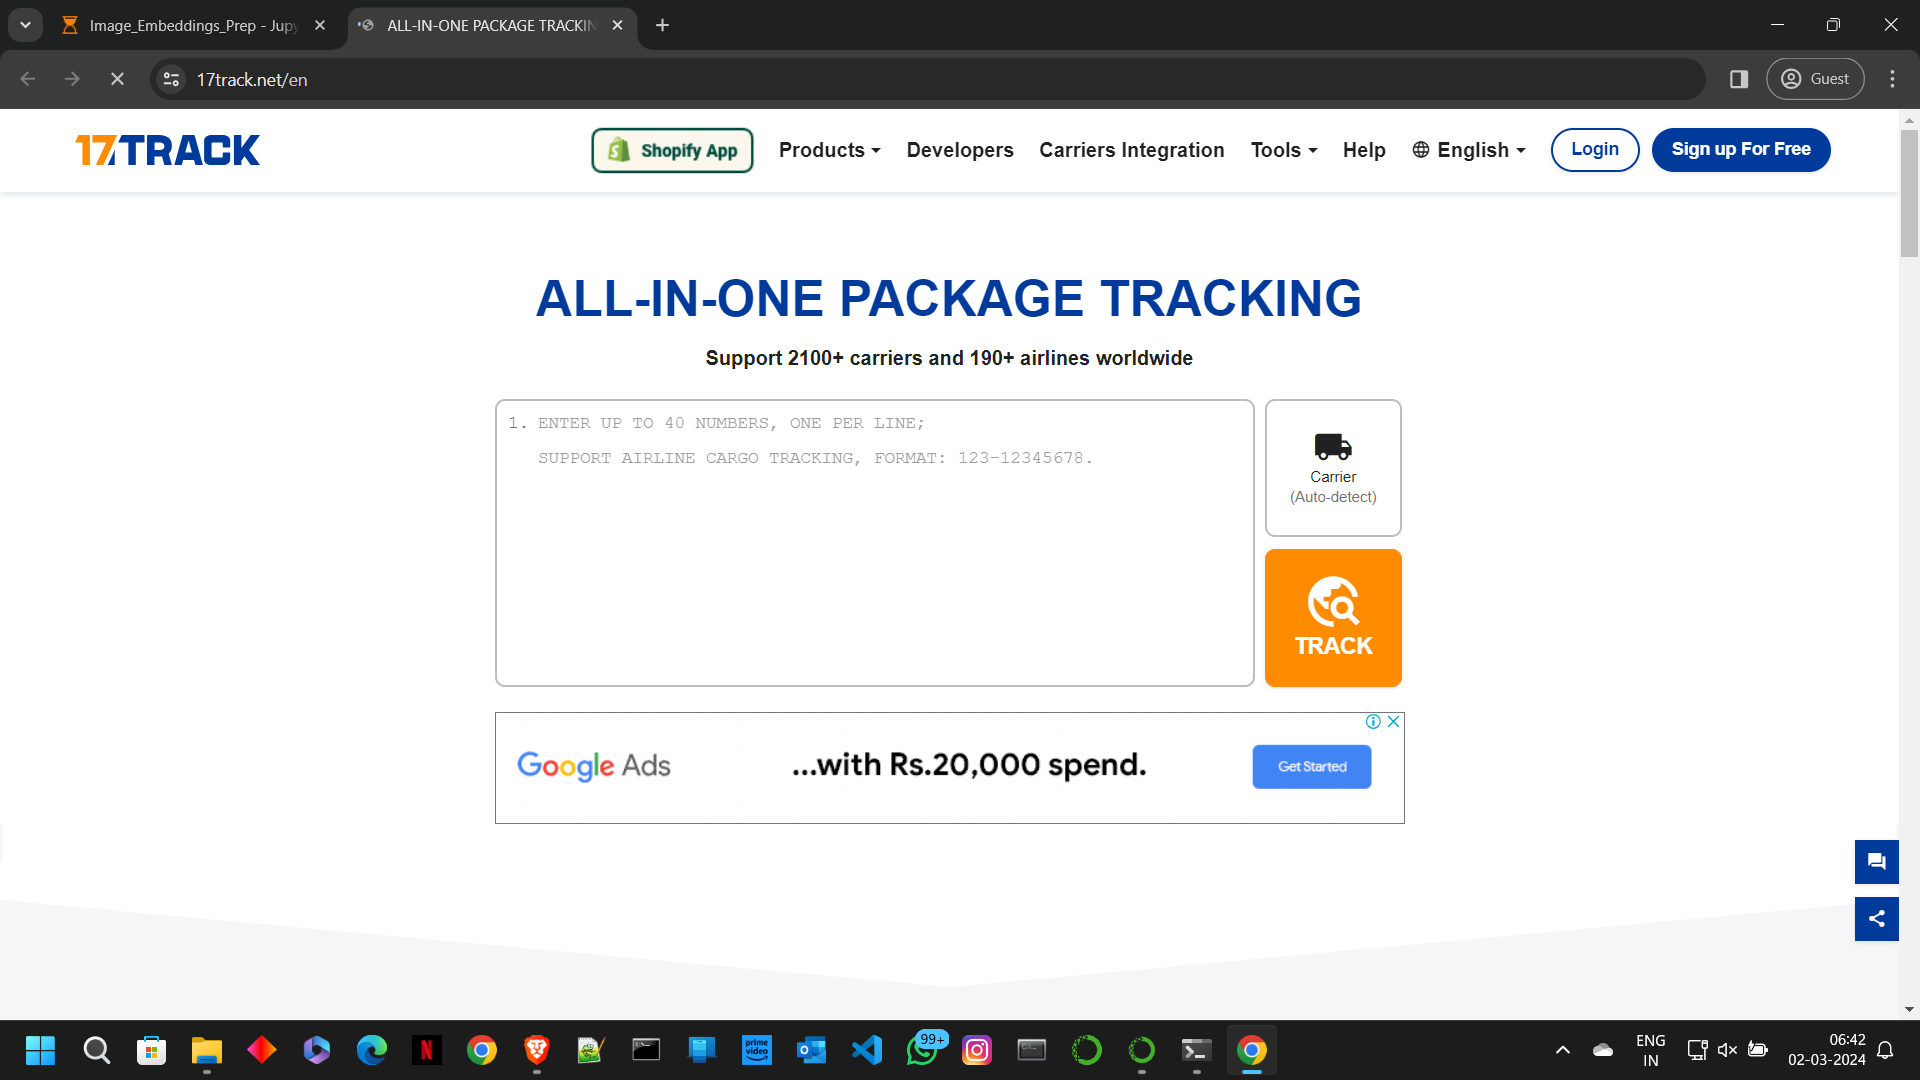 Image_Embeddings_Prep - Jupy
ALL-IN-ONE PACKAGE TRACKIN
17track.net/en
Guest
17TRACK
Shopify App
Products
Developers
Carriers Integration
Tools
Help
English
Login
Sign up For Free
ALL-IN-ONE PACKAGE TRACKING
Support 2100+ carriers and 190+ airlines worldwide
1. ENTER UP TO 40 NUMBERS, ONE PER LINE;
SUPPORT AIRLINE CARGO TRACKING, FORMAT: 123-12345678.
Carrier
(Auto-detect)
TRACK
Google Ads
...with Rs.20,000 spend.
Get Started
prime video
99+
ENG
IN
06:42
02-03-2024